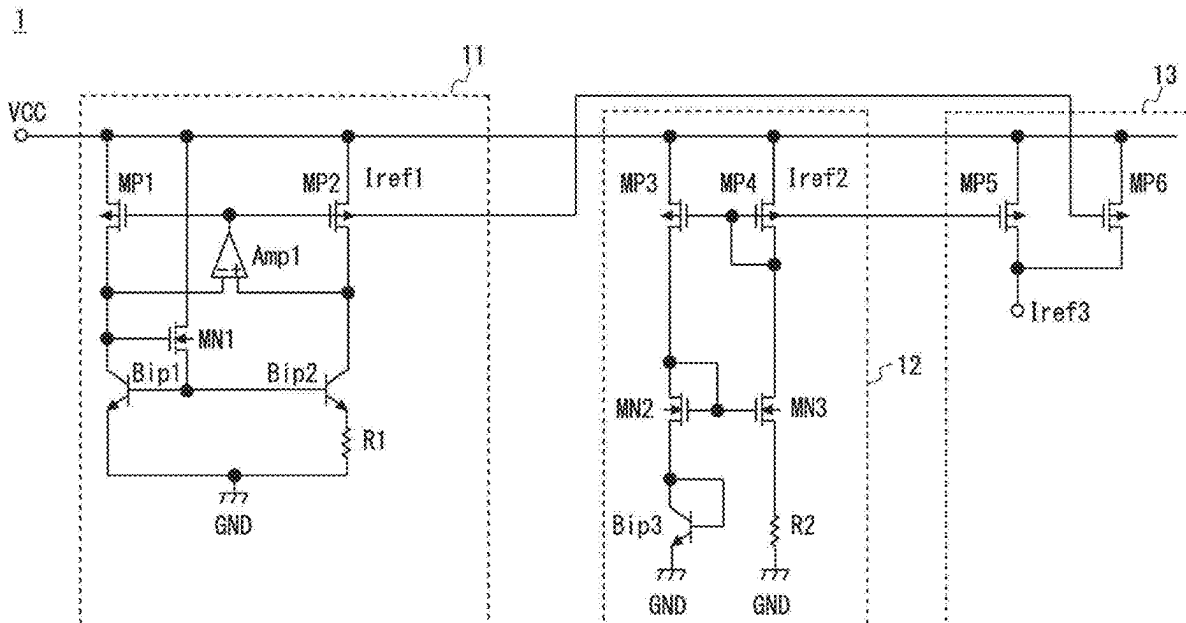 1
11
13
VCC
MP1
MP2
Iref1
MP3
MP4
Iref2
MP5
MP6
Amp1
Iref3
MN1
Bip1
Bip2
12
MN2
MN3
R1
GND
Bip3
R2
GND
GND